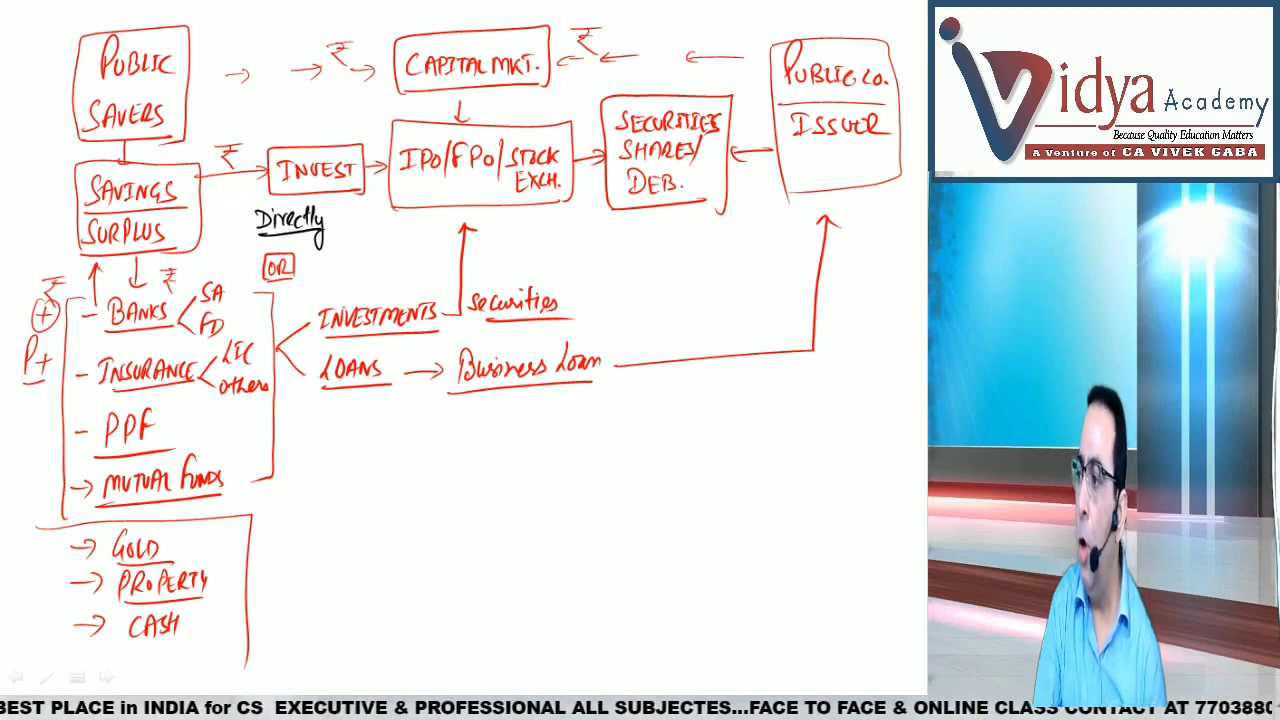 PUBLIC
SAVERS
₹
CAPITAL MKT.
₹
PUBLIC CO.
ISSUER
SAVINGS
SURPLUS
₹
INVEST
Directly
IPO/FPO/STOCK
EXCH.
SECURITIES
SHARES/
DEB.
OR
₹
₹
+
P+
- BANKS
SA
FD
- INSURANCE
LIC
others
- PPF
→ MUTUAL FUNDS
INVESTMENTS
Securities
LOANS → Business Loan
→ GOLD
→ PROPERTY
→ CASH
Vidya Academy
Because Quality Education Matters
A Venture of CA VIVEK GABA
BEST PLACE in INDIA for CS EXECUTIVE & PROFESSIONAL ALL SUBJECTES...FACE TO FACE & ONLINE CLASS CONTACT AT 7703880